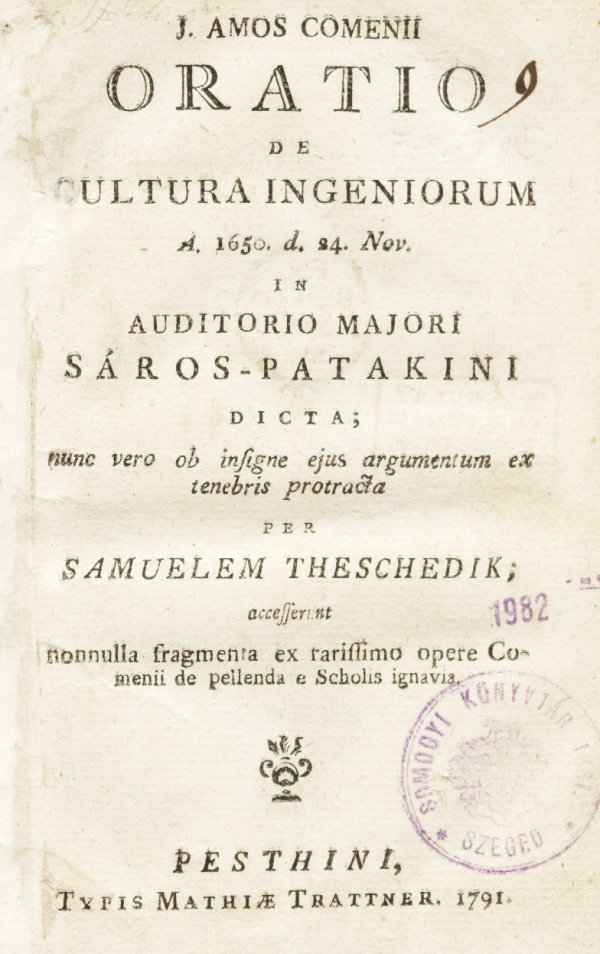 J. AMOS COMENII
ORATIO
DE
CULTURA INGENIORUM
A. 1650. d. 24. Nov.
IN
AUDITORIO MAJORI
SÁROS-PATAKINI
DICTA;
nunc vero ob inſigne ejus argumentum ex
tenebris protracta
PER
SAMUELEM THESCHEDIK;
acceſſerunt
1982
nonnulla fragmenta ex rariſſimo opere Co-
menii de pellenda e Scholis ignavia.
SOMOGYI KÖNYVTÁR
* SZEGED *
PESTHINI,
TYPIS MATHIÆ TRATTNER. 1791.